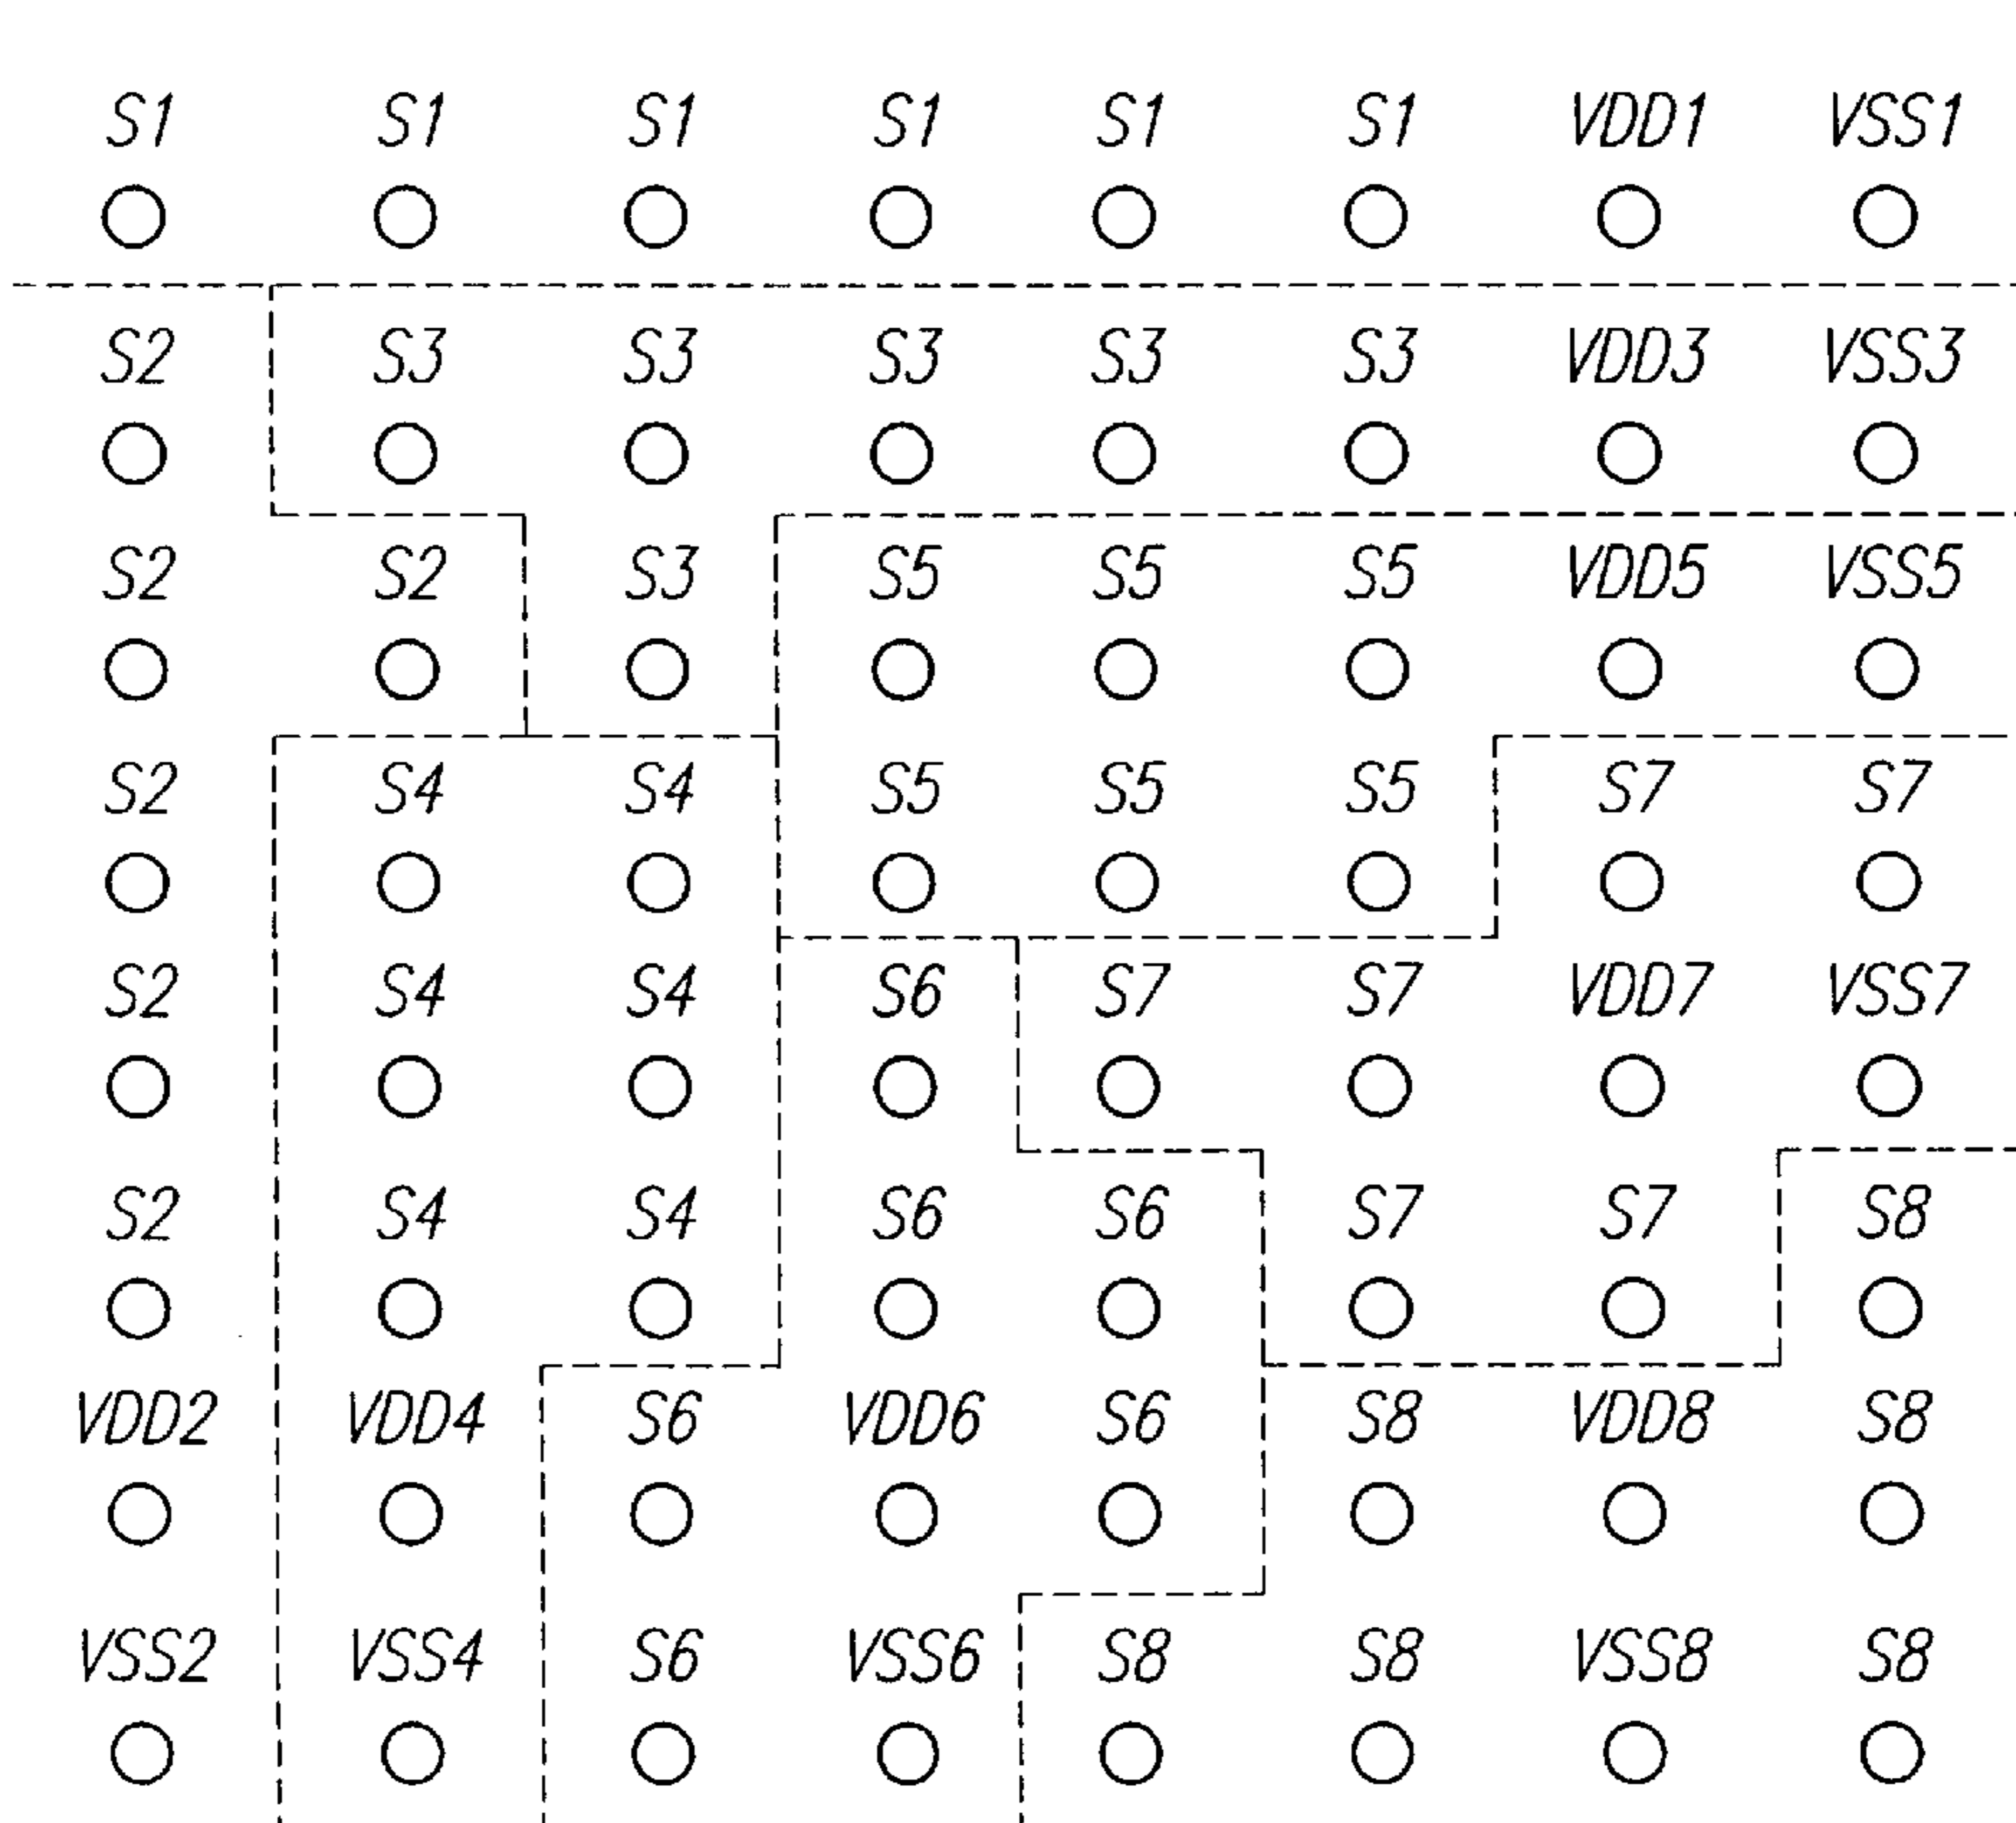 S1 S1 S1 S1 S1 S1 VDD1 VSS1
S2 S3 S3 S3 S3 S3 VDD3 VSS3
S2 S2 S3 S5 S5 S5 VDD5 VSS5
S2 S4 S4 S5 S5 S5 S7 S7
S2 S4 S4 S6 S7 S7 VDD7 VSS7
S2 S4 S4 S6 S6 S7 S7 S8
VDD2 VDD4 S6 VDD6 S6 S8 VDD8 S8
VSS2 VSS4 S6 VSS6 S8 S8 VSS8 S8